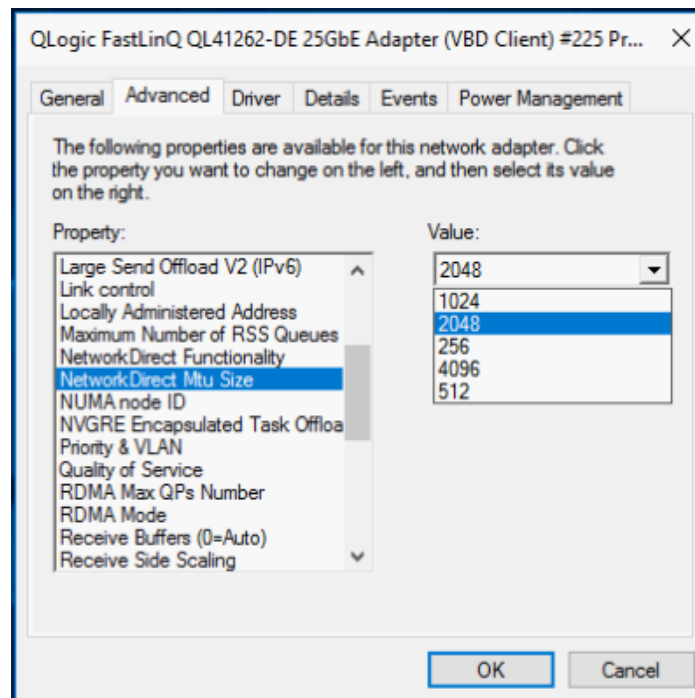 QLogic FastLinQ QL41262-DE 25GbE Adapter (VBD Client) #225 Pr...
General Advanced Driver Details Events Power Management
The following properties are available for this network adapter. Click
the property you want to change on the left, and then select its value
on the right.
Property:
Large Send Offload V2 (IPv6)
Link control
Locally Administered Address
Maximum Number of RSS Queues
NetworkDirect Functionality
NetworkDirect Mtu Size
NUMA node ID
NVGRE Encapsulated Task Offloa
Priority & VLAN
Quality of Service
RDMA Max QPs Number
RDMA Mode
Receive Buffers (0=Auto)
Receive Side Scaling
Value:
2048
1024
2048
256
4096
512
OK Cancel